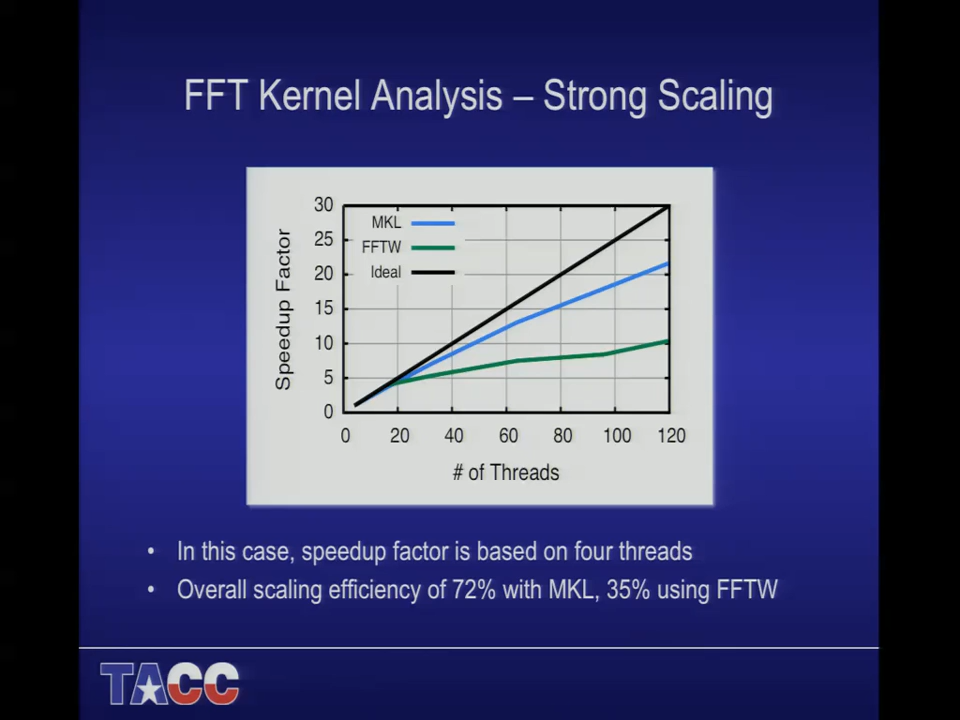 FFT Kernel Analysis – Strong Scaling
30
25
20
15
10
5
0
Speedup Factor
MKL
FFTW
Ideal
0 20 40 60 80 100 120
# of Threads
• In this case, speedup factor is based on four threads
• Overall scaling efficiency of 72% with MKL, 35% using FFTW
TACC